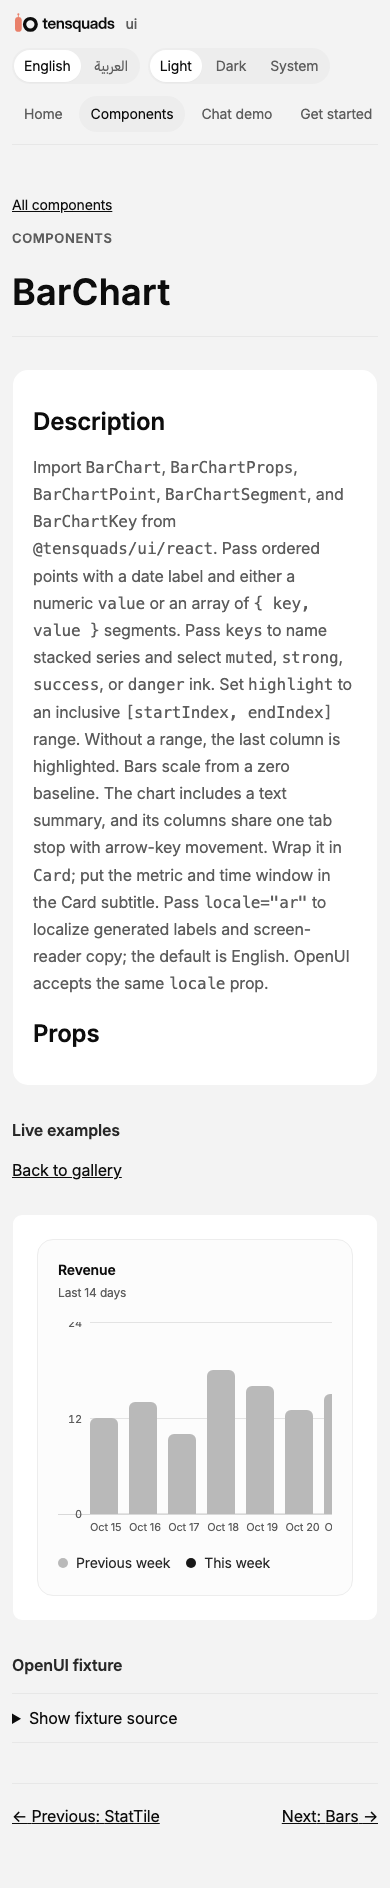 tensquads ui
English العربية Light Dark System
Home Components Chat demo Get started
All components
COMPONENTS
BarChart
Description
Import BarChart, BarChartProps,
BarChartPoint, BarChartSegment, and
BarChartKey from
@tensquads/ui/react. Pass ordered
points with a date label and either a
numeric value or an array of { key,
value } segments. Pass keys to name
stacked series and select muted, strong,
success, or danger ink. Set highlight to
an inclusive [startIndex, endIndex]
range. Without a range, the last column is
highlighted. Bars scale from a zero
baseline. The chart includes a text
summary, and its columns share one tab
stop with arrow-key movement. Wrap it in
Card; put the metric and time window in
the Card subtitle. Pass locale="ar" to
localize generated labels and screen-
reader copy; the default is English. OpenUI
accepts the same locale prop.
Props
Live examples
Back to gallery
Revenue
Last 14 days
24
12
0
Oct 15 Oct 16 Oct 17 Oct 18 Oct 19 Oct 20 O
Previous week This week
OpenUI fixture
▶ Show fixture source
← Previous: StatTile Next: Bars →